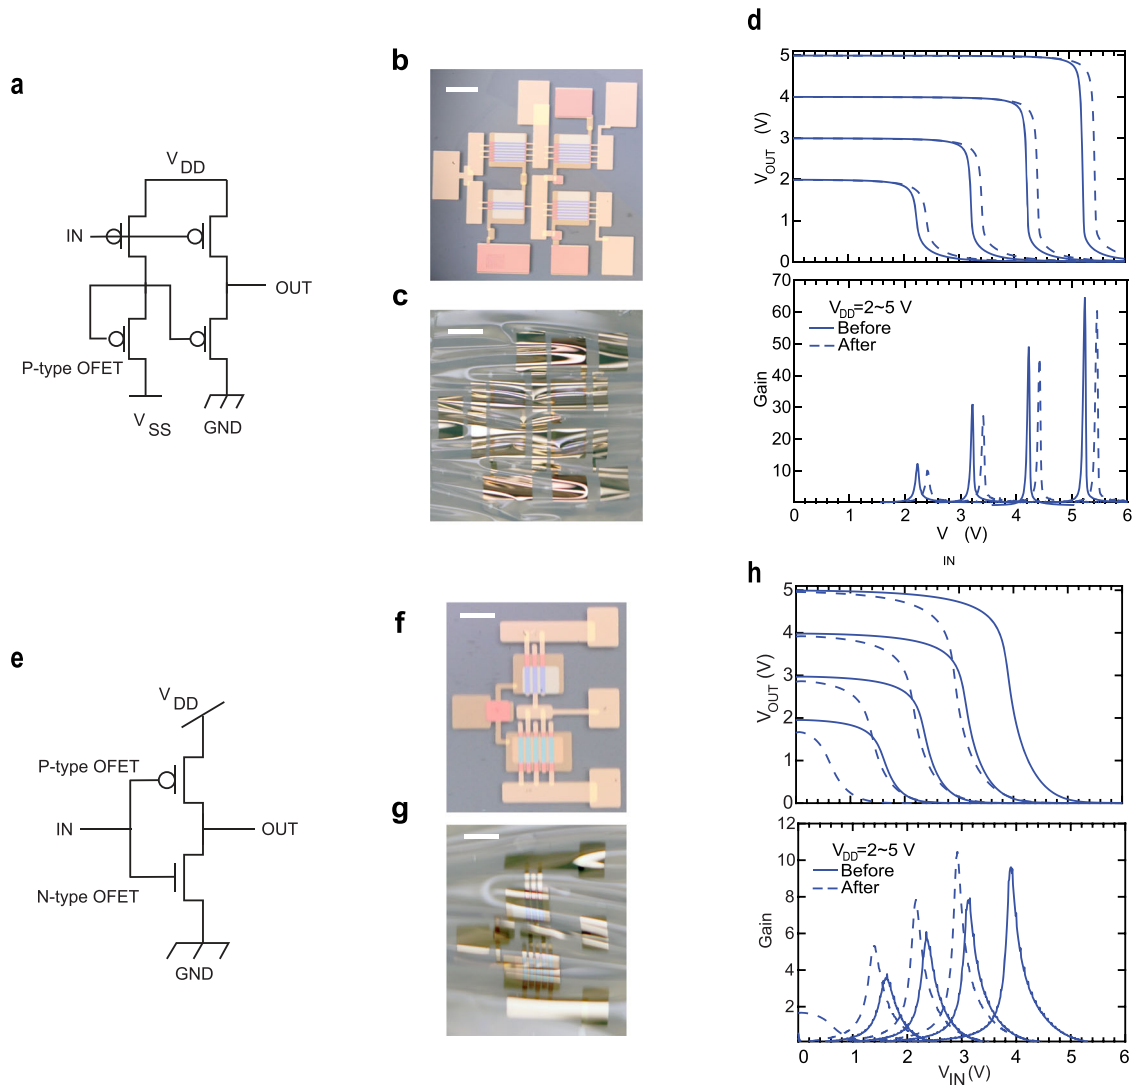 a
V DD
IN
OUT
P-type OFET
V SS
GND
b
c
d
5
4
3
2
1
0
V OUT (V)
70
60
50
40
30
20
10
Gain
V DD=2~5 V
Before
After
0 1 2 3 4 5 6
V (V)
IN
e
V DD
P-type OFET
IN
OUT
N-type OFET
GND
f
g
h
5
4
3
2
1
0
V OUT (V)
12
10
8
6
4
2
Gain
V DD=2~5 V
Before
After
0 1 2 3 4 5 6
V IN (V)